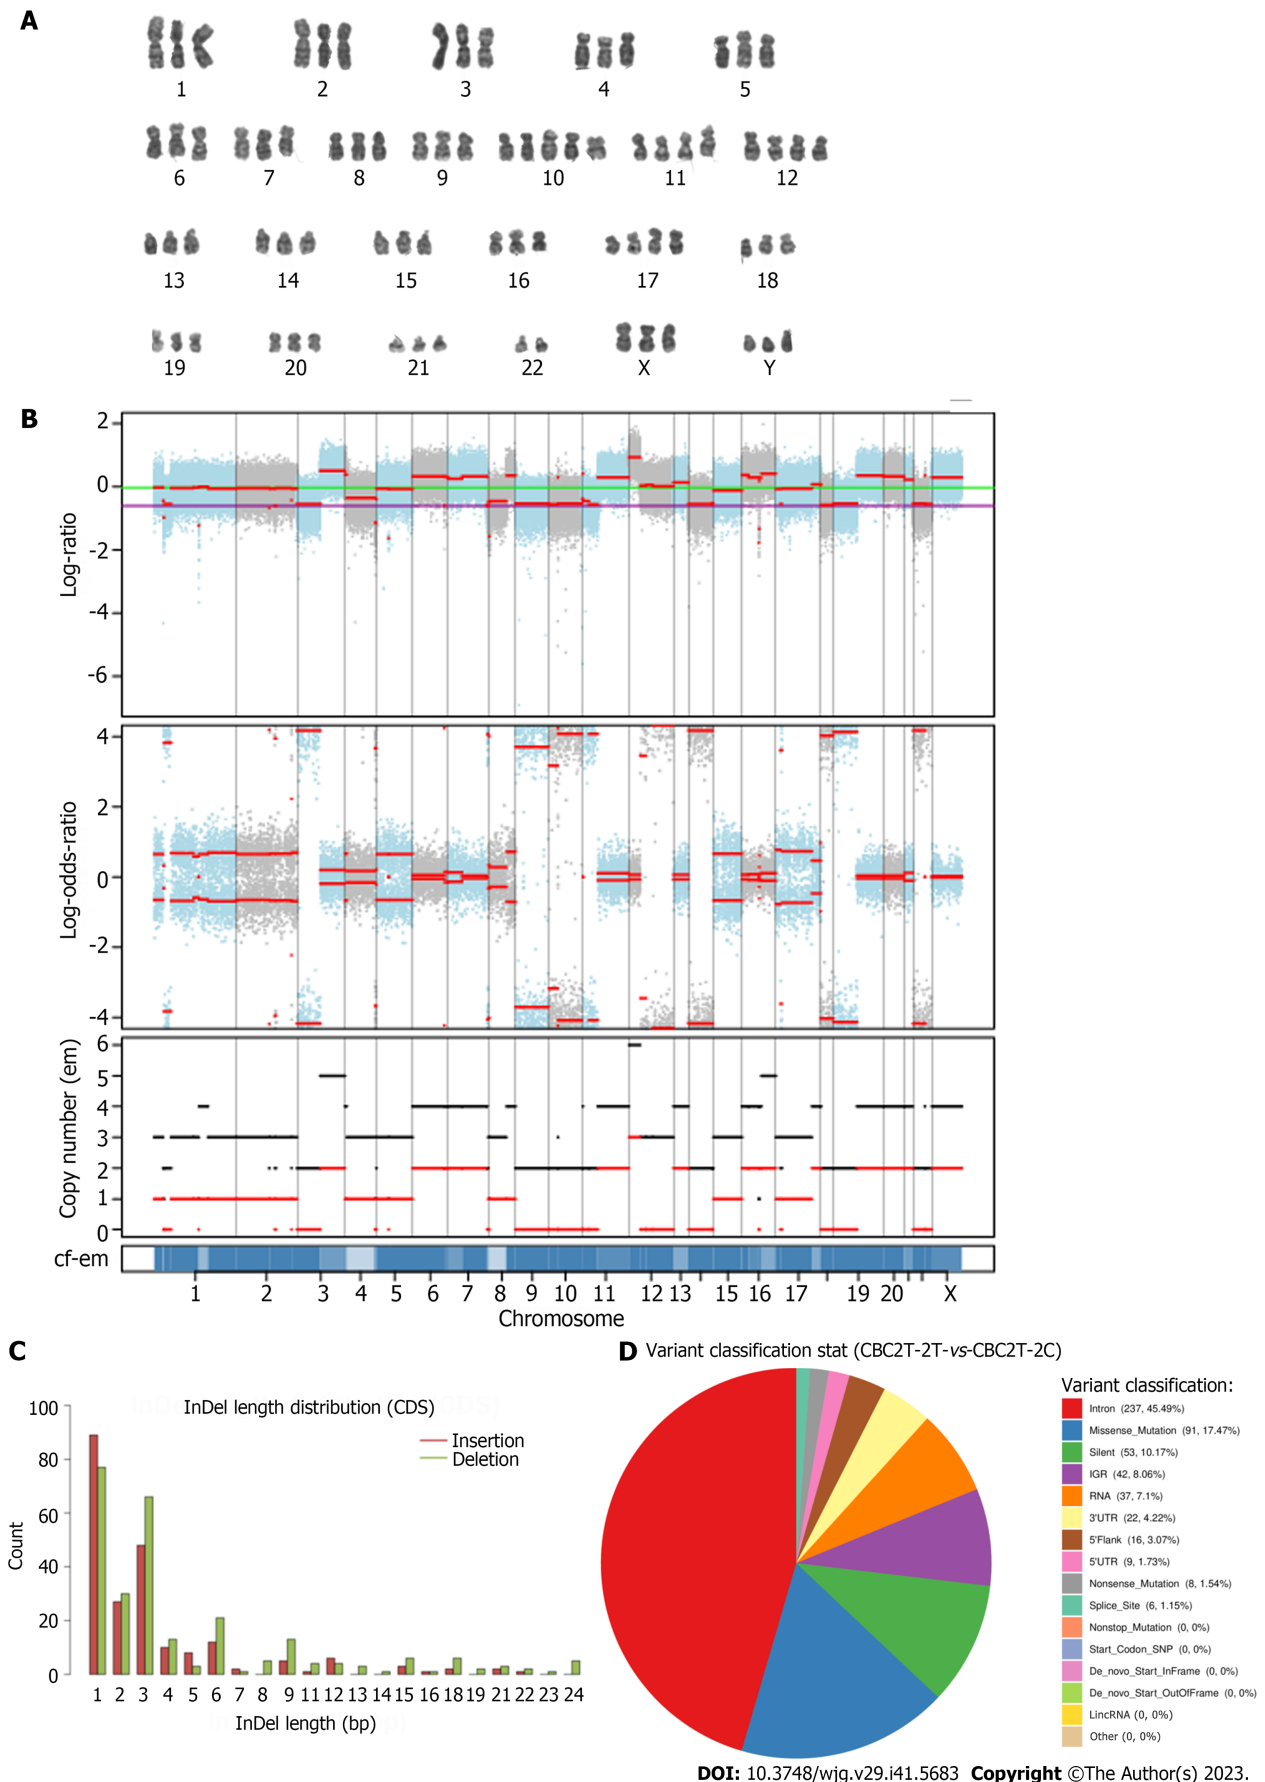 A
1 2 3 4 5
6 7 8 9 10 11 12
13 14 15 16 17 18
19 20 21 22 X Y
B
2
0
-2
-4
-6
Log-ratio
4
2
0
-2
-4
Log-odds-ratio
6
5
4
3
2
1
0
Copy number (em)
cf-em
1 2 3 4 5 6 7 8 9 10 11 12 13 15 16 17 19 20 X
Chromosome
C
InDel length distribution (CDS)
Insertion
Deletion
100
80
60
40
20
0
Count
1 2 3 4 5 6 7 8 9 11 12 13 14 15 16 18 19 21 22 23 24
InDel length (bp)
D Variant classification stat (CBC2T-2T-vs-CBC2T-2C)
Variant classification:
Intron (237, 45.49%)
Missense_Mutation (91, 17.47%)
Silent (53, 10.17%)
IGR (42, 8.06%)
RNA (37, 7.1%)
3'UTR (22, 4.22%)
5'Flank (16, 3.07%)
5'UTR (9, 1.73%)
Nonsense_Mutation (8, 1.54%)
Splice_Site (6, 1.15%)
Nonstop_Mutation (0, 0%)
Start_Codon_SNP (0, 0%)
De_novo_Start_InFrame (0, 0%)
De_novo_Start_OutOfFrame (0, 0%)
LincRNA (0, 0%)
Other (0, 0%)
DOI: 10.3748/wjg.v29.i41.5683 Copyright ©The Author(s) 2023.